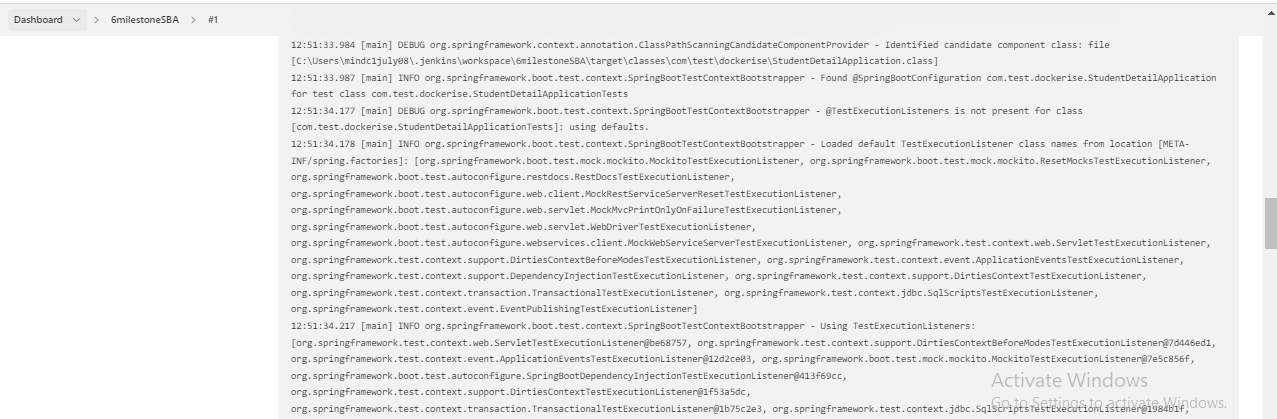 Dashboard > 6milestoneSBA > #1
12:51:33.984 [main] DEBUG org.springframework.context.annotation.ClassPathScanningCandidateComponentProvider - Identified candidate component class: file
[C:\Users\mindc1july08\.jenkins\workspace\6milestoneSBA\target\classes\com\test\dockerise\StudentDetailApplication.class]
12:51:33.987 [main] INFO org.springframework.boot.test.context.SpringBootTestContextBootstrapper - Found @SpringBootConfiguration com.test.dockerise.StudentDetailApplication
for test class com.test.dockerise.StudentDetailApplicationTests
12:51:34.177 [main] DEBUG org.springframework.boot.test.context.SpringBootTestContextBootstrapper - @TestExecutionListeners is not present for class
[com.test.dockerise.StudentDetailApplicationTests]: using defaults.
12:51:34.178 [main] INFO org.springframework.boot.test.context.SpringBootTestContextBootstrapper - Loaded default TestExecutionListener class names from location [META-
INF/spring.factories]: [org.springframework.boot.test.mock.mockito.MockitoTestExecutionListener, org.springframework.boot.test.mock.mockito.ResetMocksTestExecutionListener,
org.springframework.boot.test.autoconfigure.restdocs.RestDocsTestExecutionListener,
org.springframework.boot.test.autoconfigure.web.client.MockRestServiceServerResetTestExecutionListener,
org.springframework.boot.test.autoconfigure.web.servlet.MockMvcPrintOnlyOnFailureTestExecutionListener,
org.springframework.boot.test.autoconfigure.web.servlet.WebDriverTestExecutionListener,
org.springframework.boot.test.autoconfigure.webservices.client.MockWebServiceServerTestExecutionListener, org.springframework.test.context.web.ServletTestExecutionListener,
org.springframework.test.context.support.DirtiesContextBeforeModesTestExecutionListener, org.springframework.test.context.event.ApplicationEventsTestExecutionListener,
org.springframework.test.context.support.DependencyInjectionTestExecutionListener, org.springframework.test.context.support.DirtiesContextTestExecutionListener,
org.springframework.test.context.transaction.TransactionalTestExecutionListener, org.springframework.test.context.jdbc.SqlScriptsTestExecutionListener,
org.springframework.test.context.event.EventPublishingTestExecutionListener]
12:51:34.217 [main] INFO org.springframework.boot.test.context.SpringBootTestContextBootstrapper - Using TestExecutionListeners:
[org.springframework.test.context.web.ServletTestExecutionListener@be68757, org.springframework.test.context.support.DirtiesContextBeforeModesTestExecutionListener@7d446ed1,
org.springframework.test.context.event.ApplicationEventsTestExecutionListener@12d2ce03, org.springframework.boot.test.mock.mockito.MockitoTestExecutionListener@7e5c856f,
org.springframework.boot.test.autoconfigure.SpringBootDependencyInjectionTestExecutionListener@413f69cc,
org.springframework.test.context.support.DirtiesContextTestExecutionListener@1f53a5dc,
org.springframework.test.context.transaction.TransactionalTestExecutionListener@1b75c2e3, org.springframework.test.context.jdbc.SqlScriptsTestExecutionListener@1984b1f,
Activate Windows
Go to Settings to activate Windows.